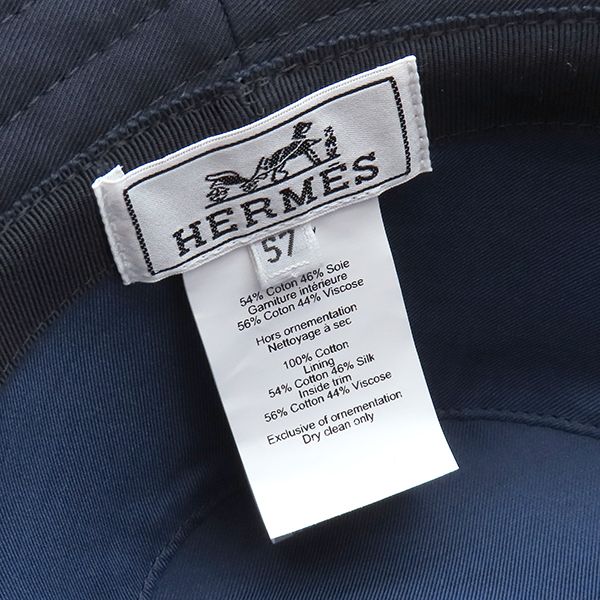 HERMES
57
54% Coton 46% Soie
Garniture intérieure
56% Coton 44% Viscose
Hors ornementation
Nettoyage à sec
100% Cotton
Lining
54% Cotton 46% Silk
Inside trim
56% Cotton 44% Viscose
Exclusive of ornementation
Dry clean only